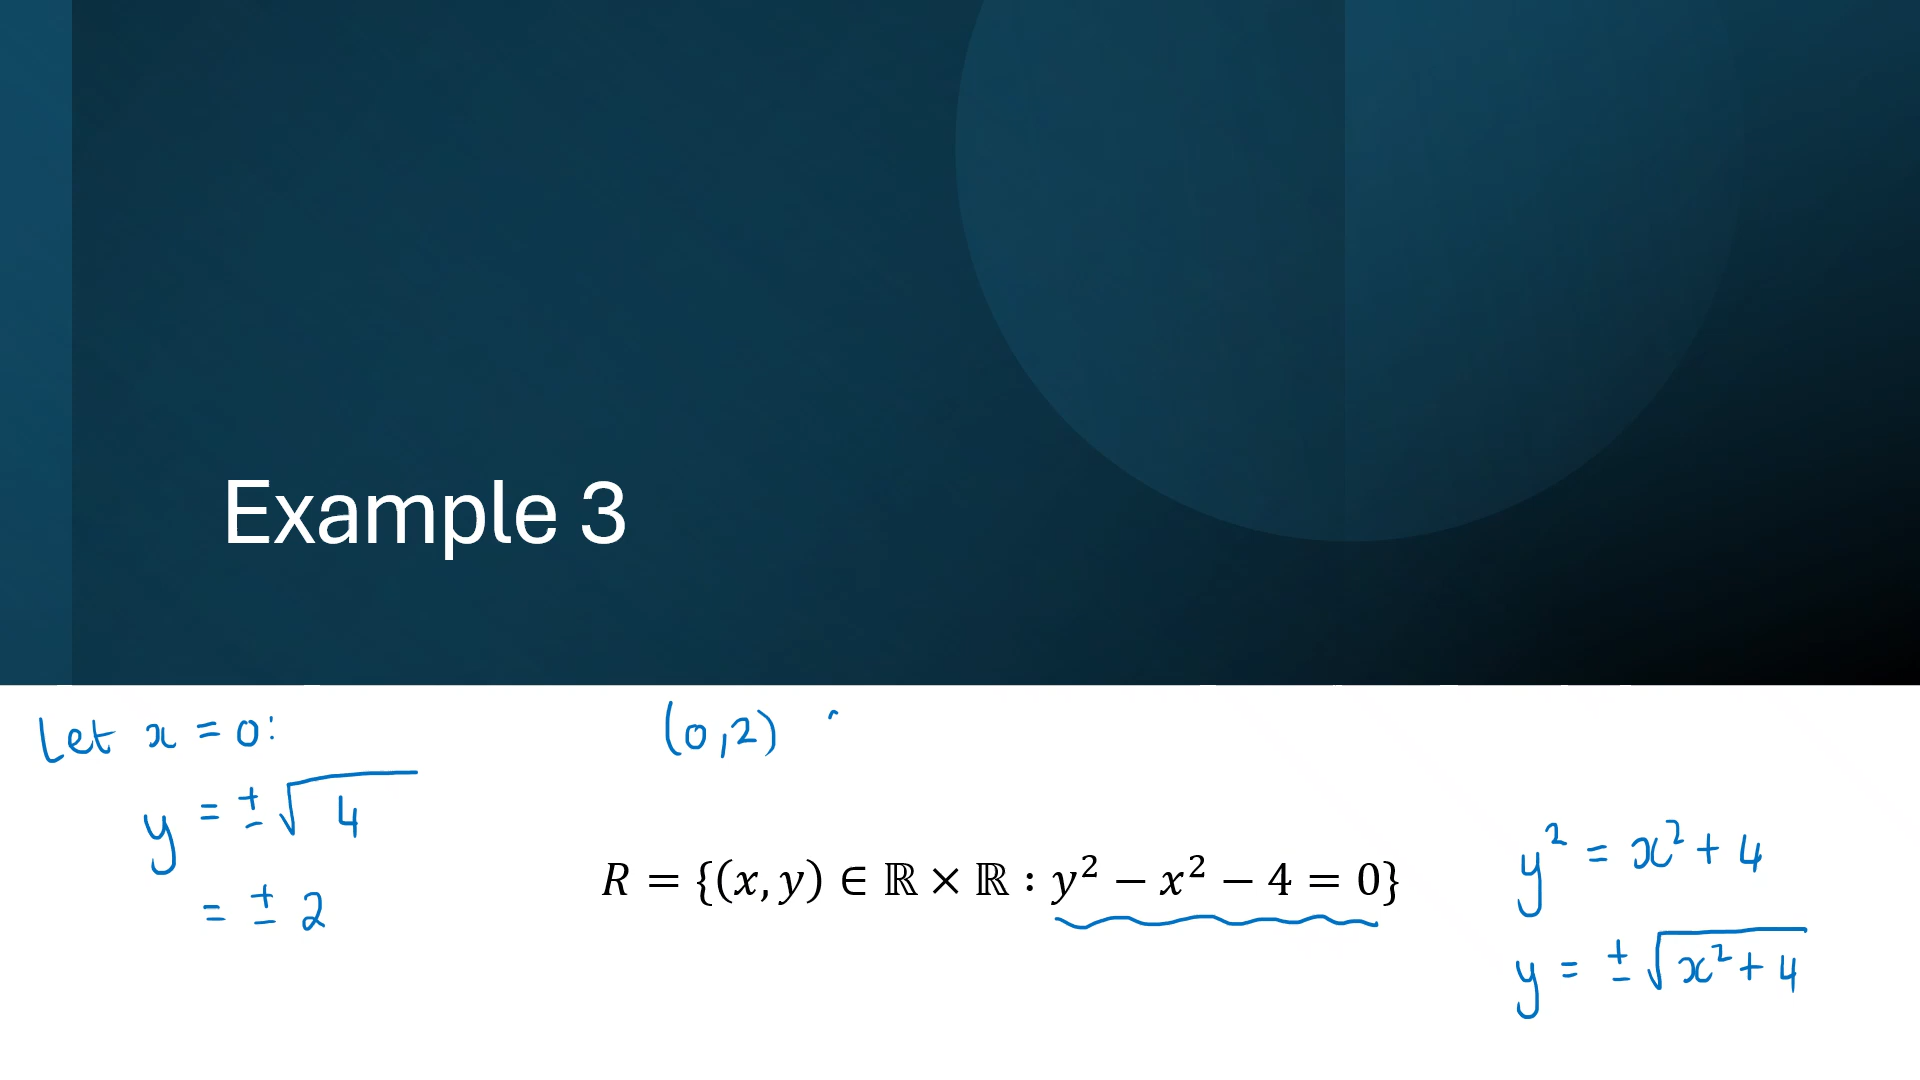 Example 3
Let x = 0:
(0,2)
y = ±√4
= ± 2
R = {(x, y) ∈ ℝ × ℝ : y² − x² − 4 = 0}
y² = x² + 4
y = ±√x² + 4